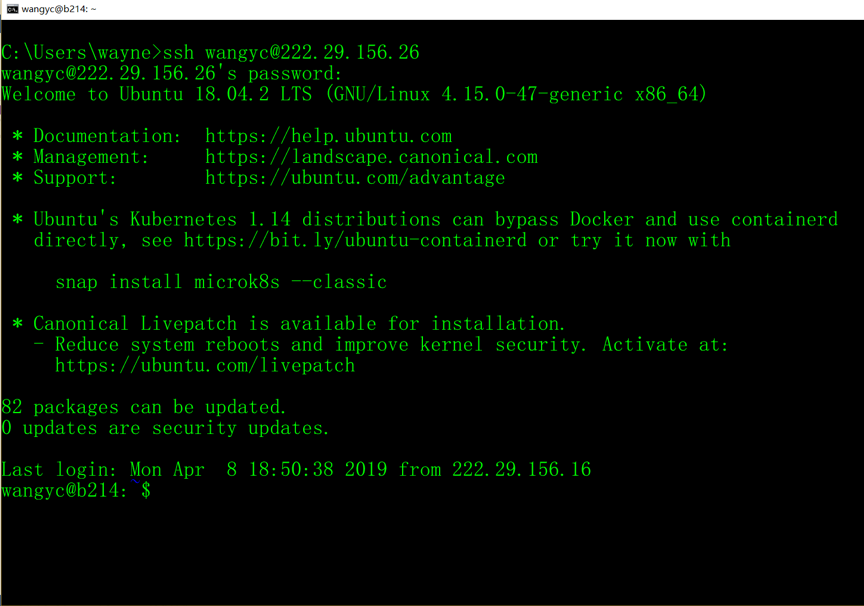 wangyc@b214: ~
C:\Users\wayne>ssh wangyc@222.29.156.26
wangyc@222.29.156.26's password:
Welcome to Ubuntu 18.04.2 LTS (GNU/Linux 4.15.0-47-generic x86_64)
* Documentation:  https://help.ubuntu.com
* Management:     https://landscape.canonical.com
* Support:        https://ubuntu.com/advantage
* Ubuntu's Kubernetes 1.14 distributions can bypass Docker and use containerd
directly, see https://bit.ly/ubuntu-containerd or try it now with
snap install microk8s --classic
* Canonical Livepatch is available for installation.
- Reduce system reboots and improve kernel security. Activate at:
https://ubuntu.com/livepatch
82 packages can be updated.
0 updates are security updates.
Last login: Mon Apr  8 18:50:38 2019 from 222.29.156.16
wangyc@b214:~$